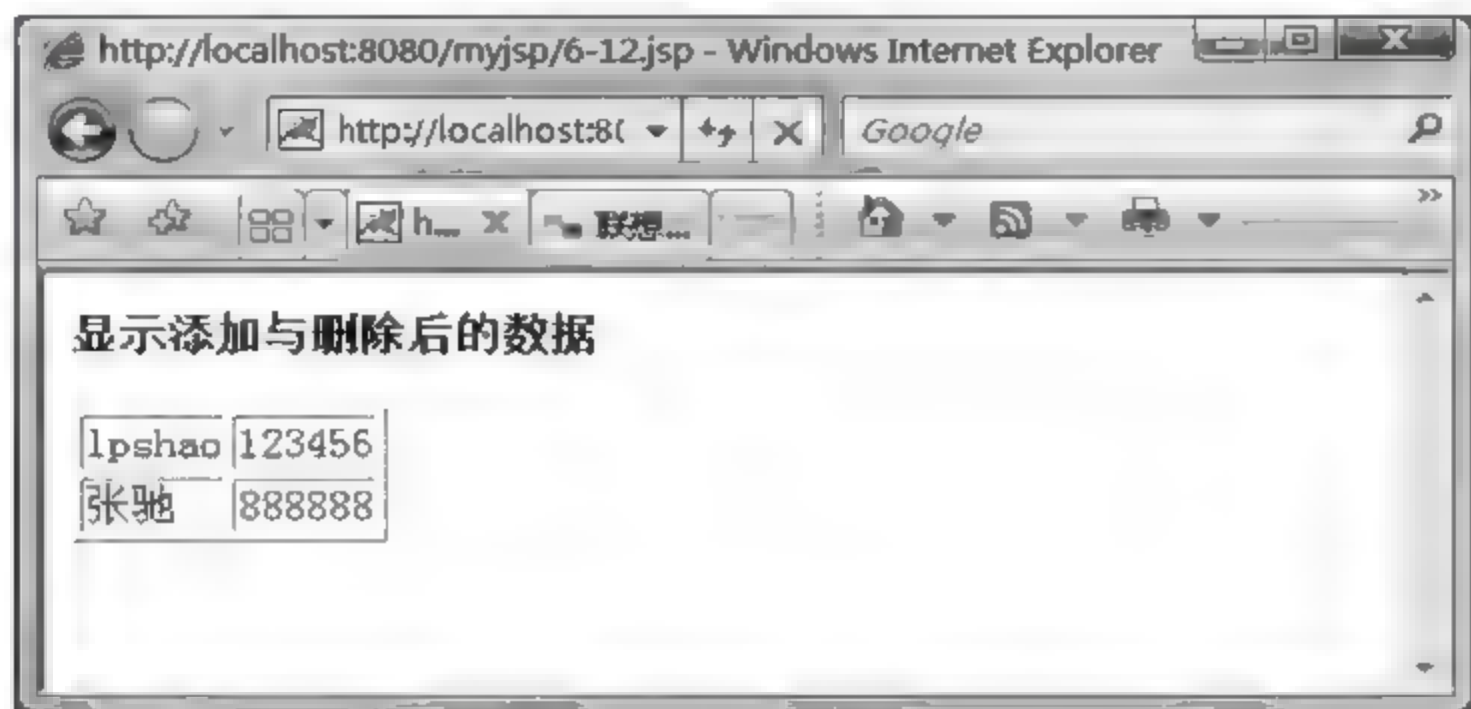 http://localhost:8080/myjsp/6-12.jsp - Windows Internet Explorer
http://localhost:8( Google
h...
显示添加与删除后的数据
lpshao 123456
张驰 888888